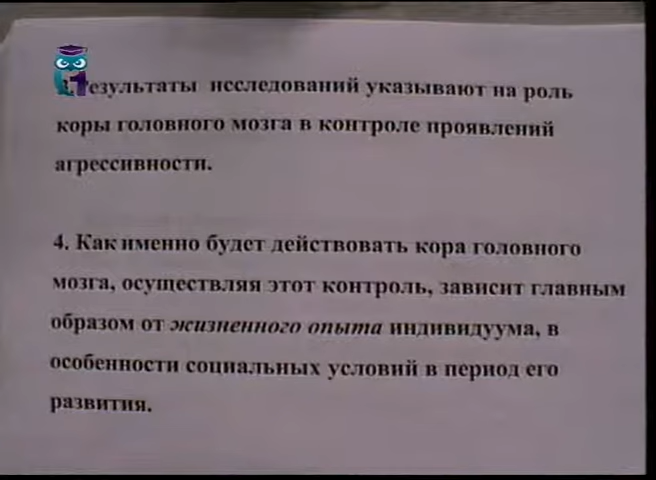 Результаты исследований указывают на роль
коры головного мозга в контроле проявлений
агрессивности.
4. Как именно будет действовать кора головного
мозга, осуществляя этот контроль, зависит главным
образом от жизненного опыта индивидуума, в
особенности социальных условий в период его
развития.